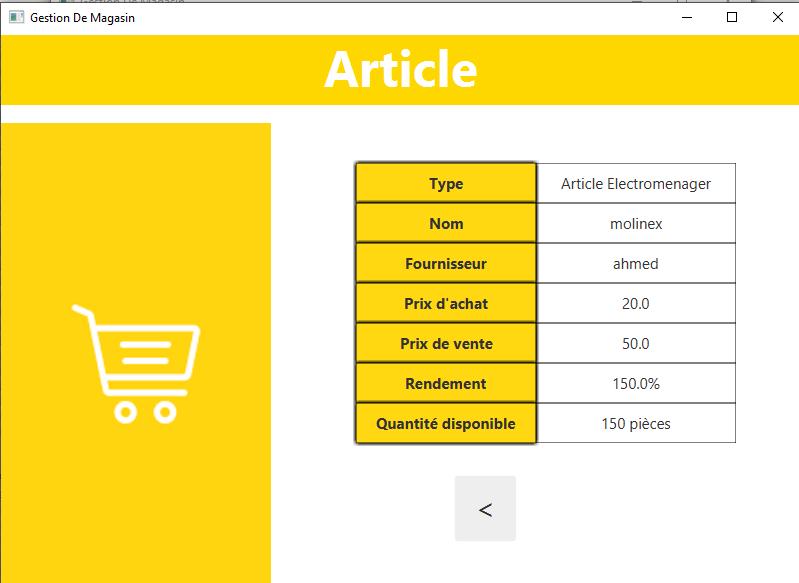 Gestion De Magasin
Article
Type Article Electromenager
Nom molinex
Fournisseur ahmed
Prix d'achat 20.0
Prix de vente 50.0
Rendement 150.0%
Quantité disponible 150 pièces
<